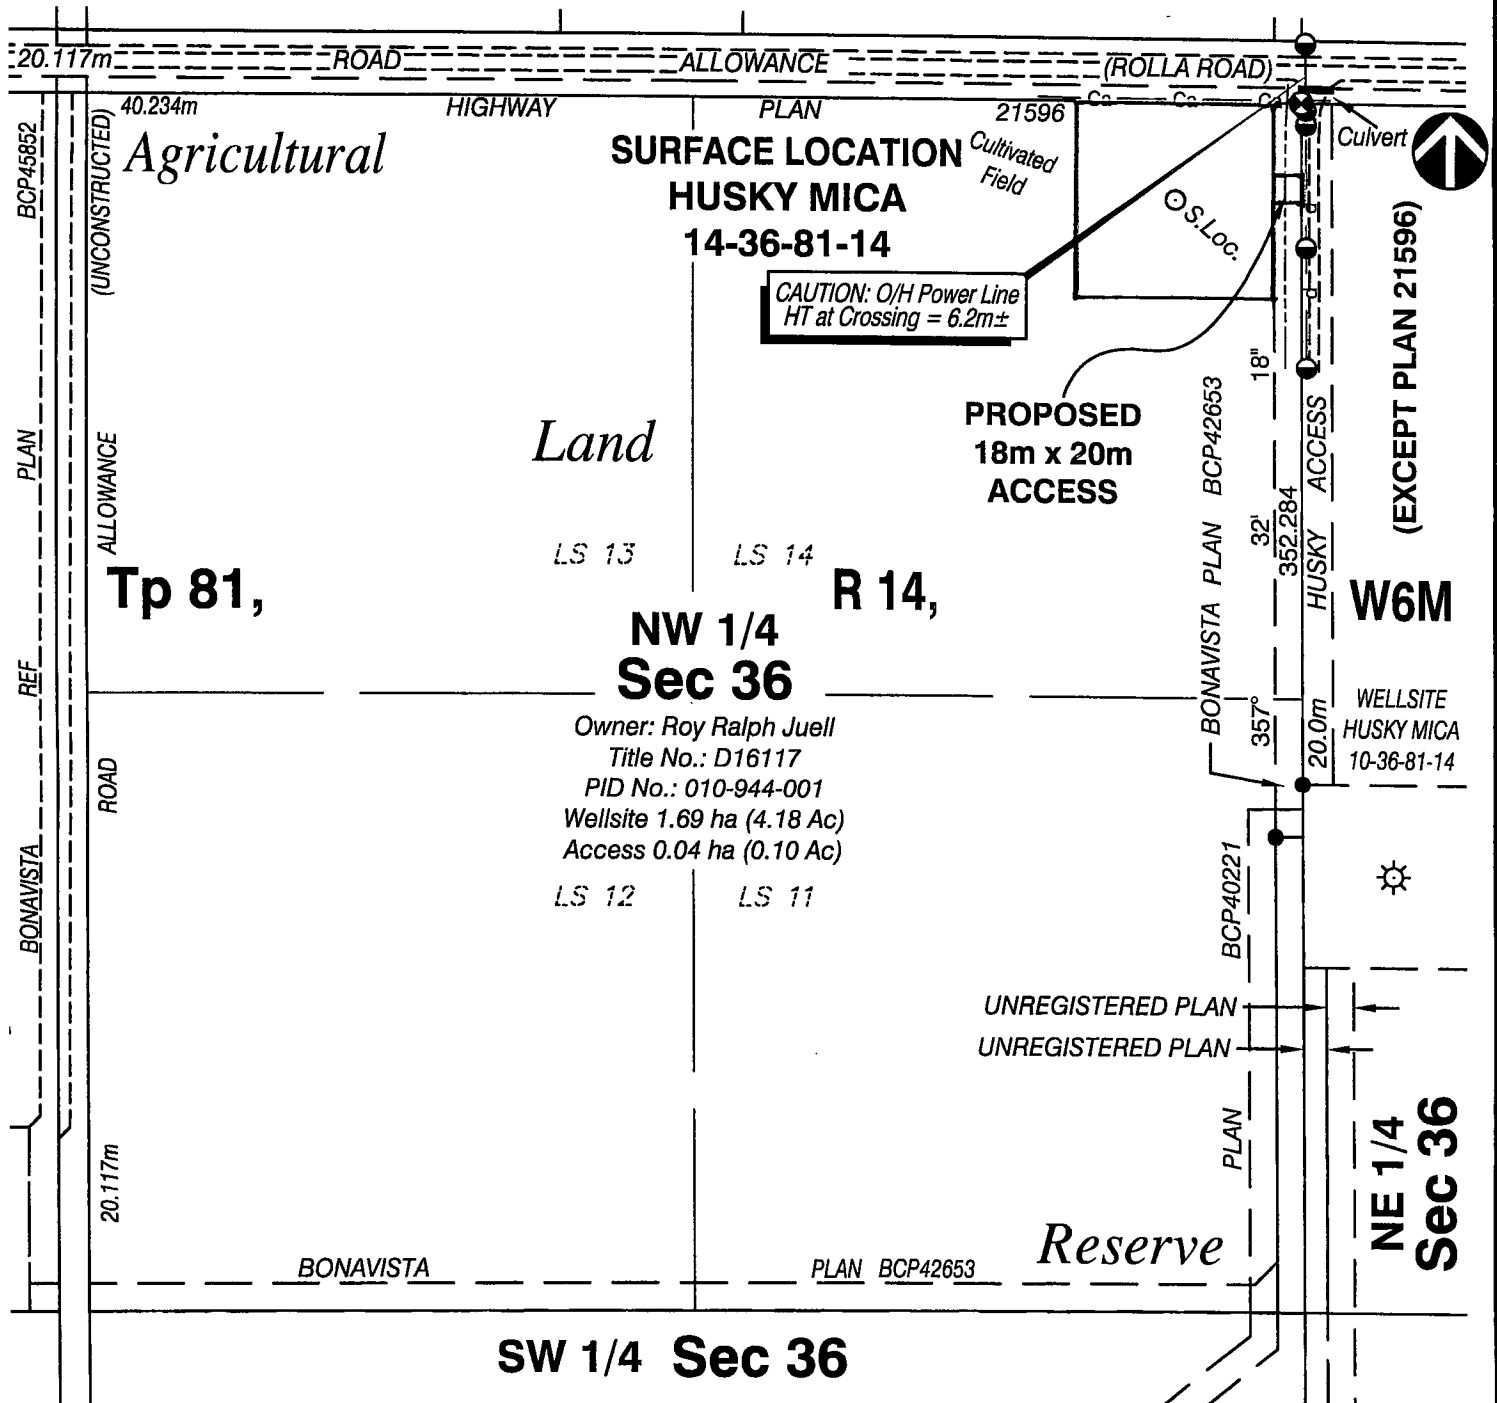 20.117m ROAD ALLOWANCE (ROLLA ROAD)
40.234m HIGHWAY PLAN 21596
Ca Ca C
Culvert
Agricultural
SURFACE LOCATION
HUSKY MICA
14-36-81-14
Cultivated
Field
S.Loc.
CAUTION: O/H Power Line
HT at Crossing = 6.2m±
PROPOSED
18m x 20m
ACCESS
Land
LS 13 LS 14
Tp 81, R 14, W6M
NW 1/4
Sec 36
Owner: Roy Ralph Juell
Title No.: D16117
PID No.: 010-944-001
Wellsite 1.69 ha (4.18 Ac)
Access 0.04 ha (0.10 Ac)
LS 12 LS 11
BONAVISTA REF PLAN BCP45852
20.117m ROAD ALLOWANCE (UNCONSTRUCTED)
BONAVISTA PLAN BCP42653
357° 32' 18"
352.284
20.0m HUSKY ACCESS
(EXCEPT PLAN 21596)
WELLSITE
HUSKY MICA
10-36-81-14
PLAN BCP40221
UNREGISTERED PLAN
UNREGISTERED PLAN
NE 1/4
Sec 36
Reserve
BONAVISTA PLAN BCP42653
SW 1/4 Sec 36